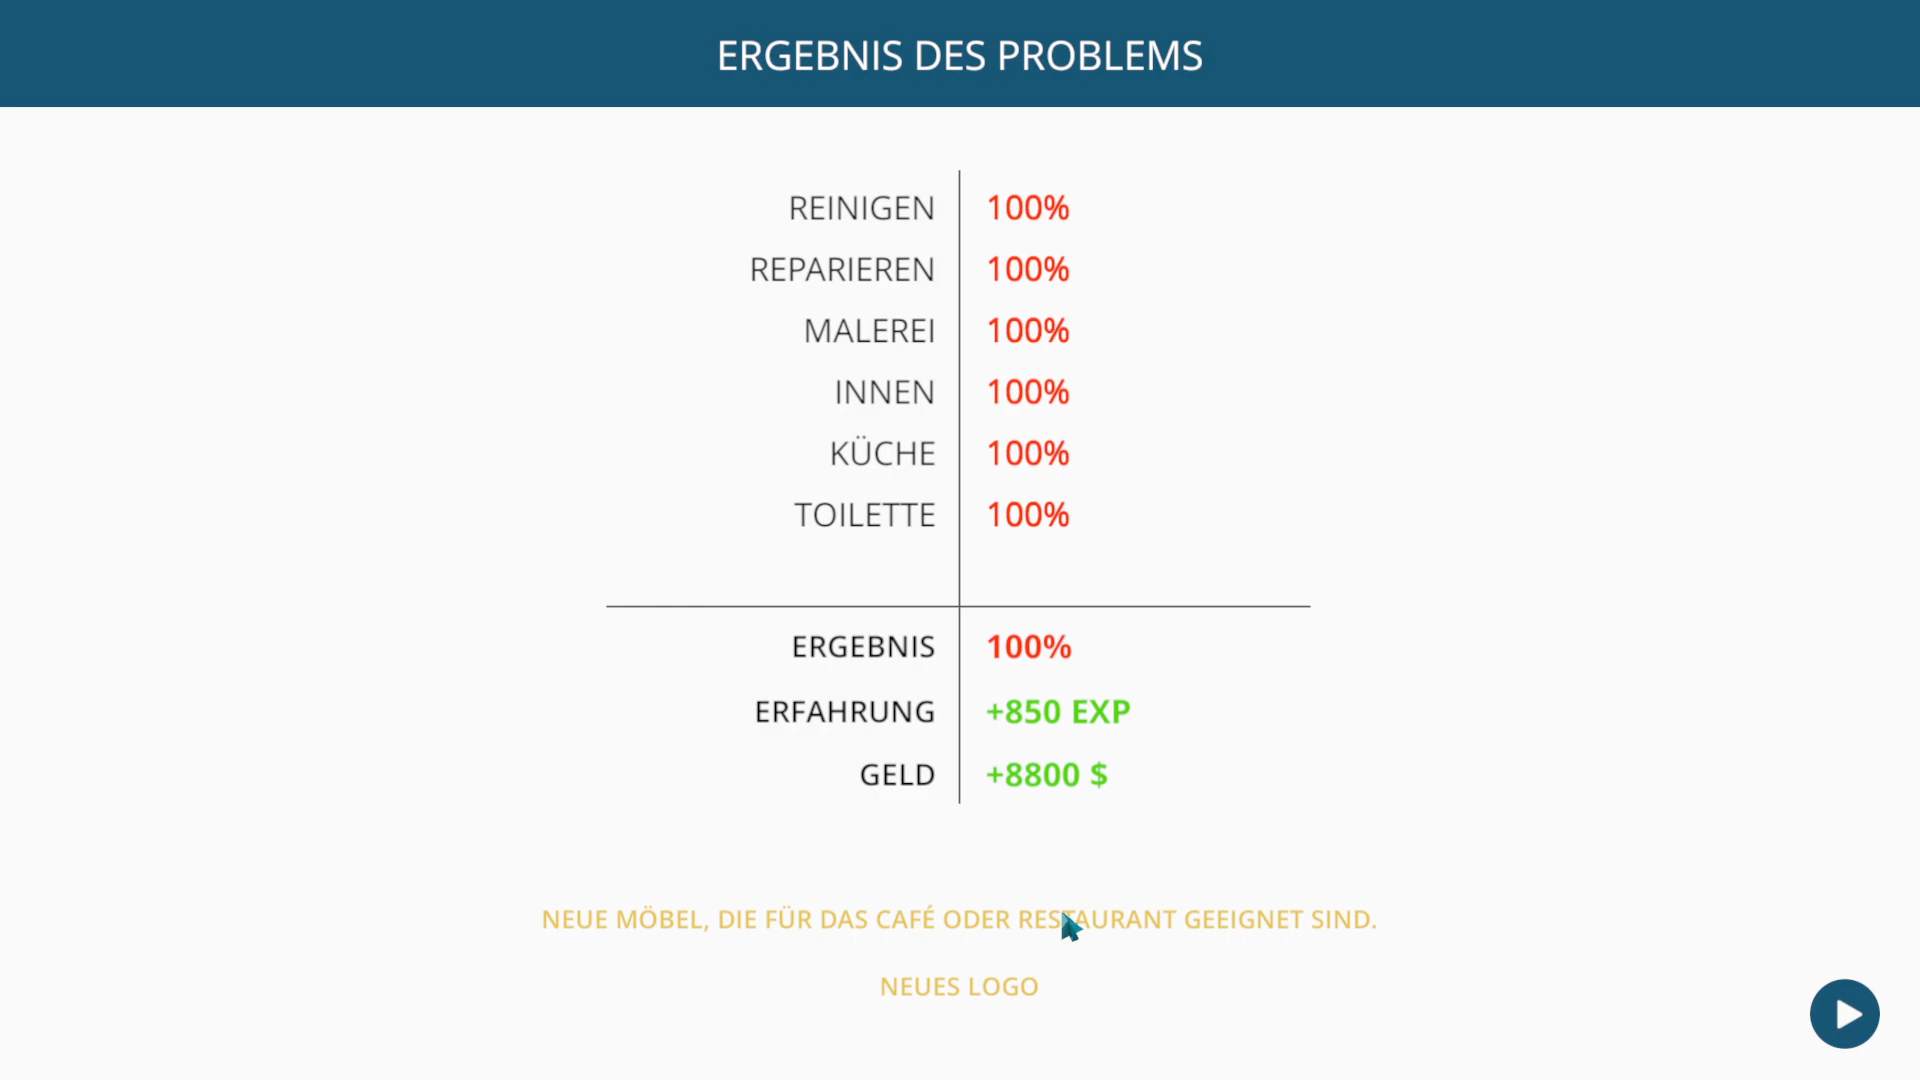 ERGEBNIS DES PROBLEMS
REINIGEN 100%
REPARIEREN 100%
MALEREI 100%
INNEN 100%
KÜCHE 100%
TOILETTE 100%
ERGEBNIS 100%
ERFAHRUNG +850 EXP
GELD +8800 $
NEUE MÖBEL, DIE FÜR DAS CAFÉ ODER RESTAURANT GEEIGNET SIND.
NEUES LOGO